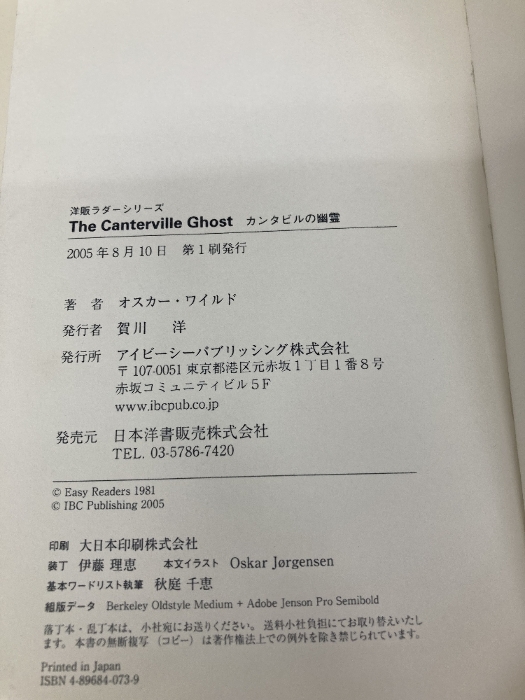 洋販ラダーシリーズ
The Canterville Ghost カンタビルの幽霊
2005年8月10日 第1刷発行
著者 オスカー・ワイルド
発行者 賀川 洋
発行所 アイビーシーパブリッシング株式会社
〒107-0051 東京都港区元赤坂1丁目1番8号
赤坂コミュニティビル5F
www.ibcpub.co.jp
発売元 日本洋書販売株式会社
TEL. 03-5786-7420
© Easy Readers 1981
© IBC Publishing 2005
印刷 大日本印刷株式会社
装丁 伊藤 理恵 本文イラスト Oskar Jørgensen
基本ワードリスト執筆 秋庭 千恵
組版データ Berkeley Oldstyle Medium + Adobe Jenson Pro Semibold
落丁本・乱丁本は、小社宛にお送りください。送料小社負担にてお取り替えいたし
ます。本書の無断複写（コピー）は著作権法上での例外を除き禁じられています。
Printed in Japan
ISBN 4-89684-073-9